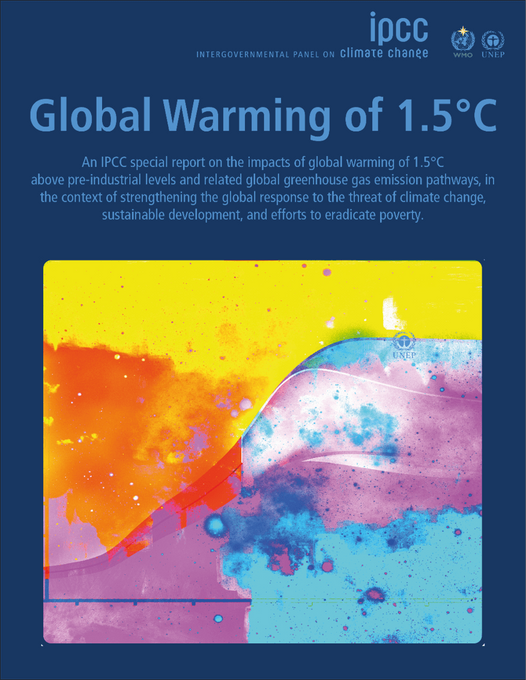 ipcc
INTERGOVERNMENTAL PANEL ON climate change
WMO UNEP
Global Warming of 1.5°C
An IPCC special report on the impacts of global warming of 1.5°C
above pre-industrial levels and related global greenhouse gas emission pathways, in
the context of strengthening the global response to the threat of climate change,
sustainable development, and efforts to eradicate poverty.
UNEP